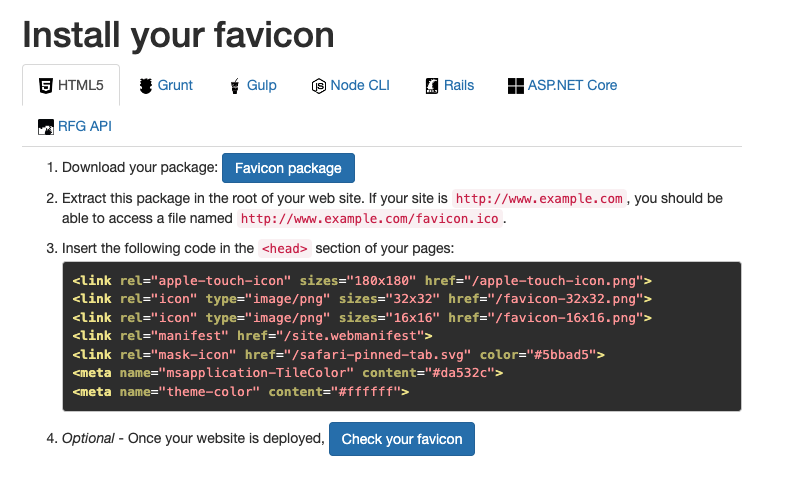 Install your favicon
HTML5 Grunt Gulp Node CLI Rails ASP.NET Core
RFG API
1. Download your package: Favicon package
2. Extract this package in the root of your web site. If your site is http://www.example.com , you should be
able to access a file named http://www.example.com/favicon.ico .
3. Insert the following code in the <head> section of your pages:
<link rel="apple-touch-icon" sizes="180x180" href="/apple-touch-icon.png">
<link rel="icon" type="image/png" sizes="32x32" href="/favicon-32x32.png">
<link rel="icon" type="image/png" sizes="16x16" href="/favicon-16x16.png">
<link rel="manifest" href="/site.webmanifest">
<link rel="mask-icon" href="/safari-pinned-tab.svg" color="#5bbad5">
<meta name="msapplication-TileColor" content="#da532c">
<meta name="theme-color" content="#ffffff">
4. Optional - Once your website is deployed, Check your favicon